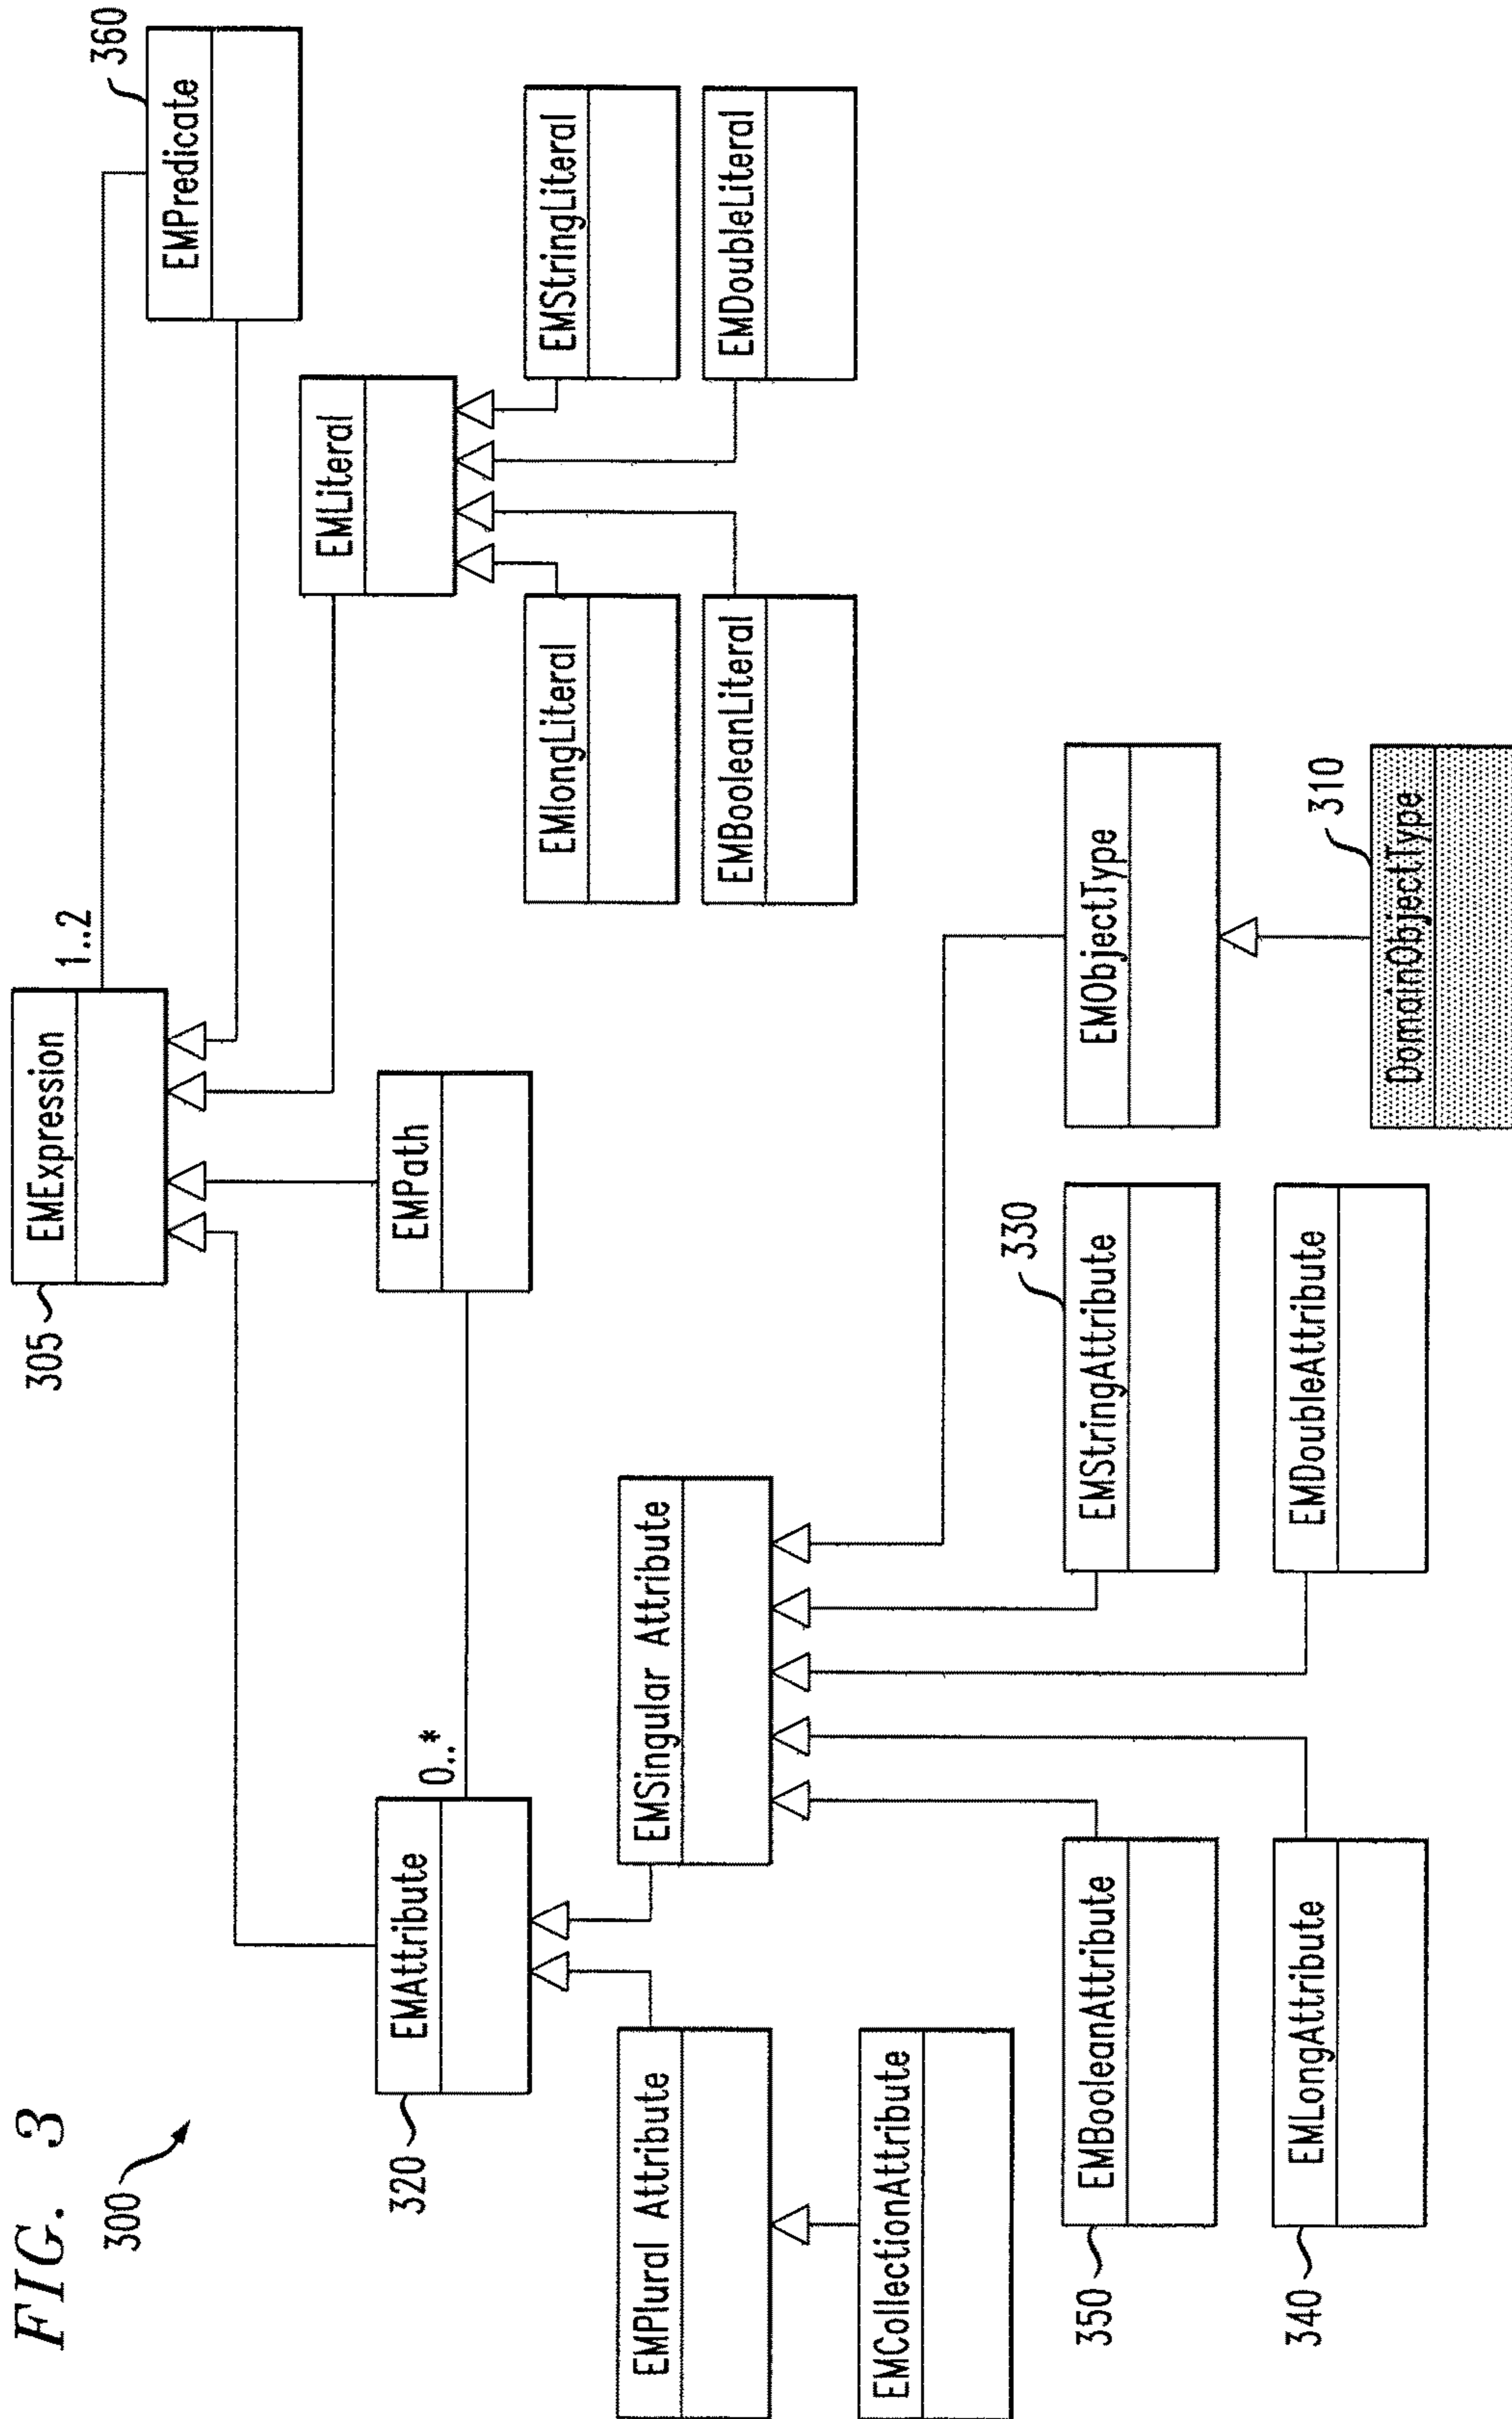 FIG. 3
300
305
EMExpression
1..2
EMPredicate
360
320
EMAttribute
0..*
EMPath
EMLiteral
EMlongLiteral
EMStringLiteral
EMBooleanLiteral
EMDoubleLiteral
EMPlural Attribute
EMSingular Attribute
EMCollectionAttribute
350
EMBooleanAttribute
EMStringAttribute
330
EMObjectType
340
EMLongAttribute
EMDoubleAttribute
DomainObjectType
310